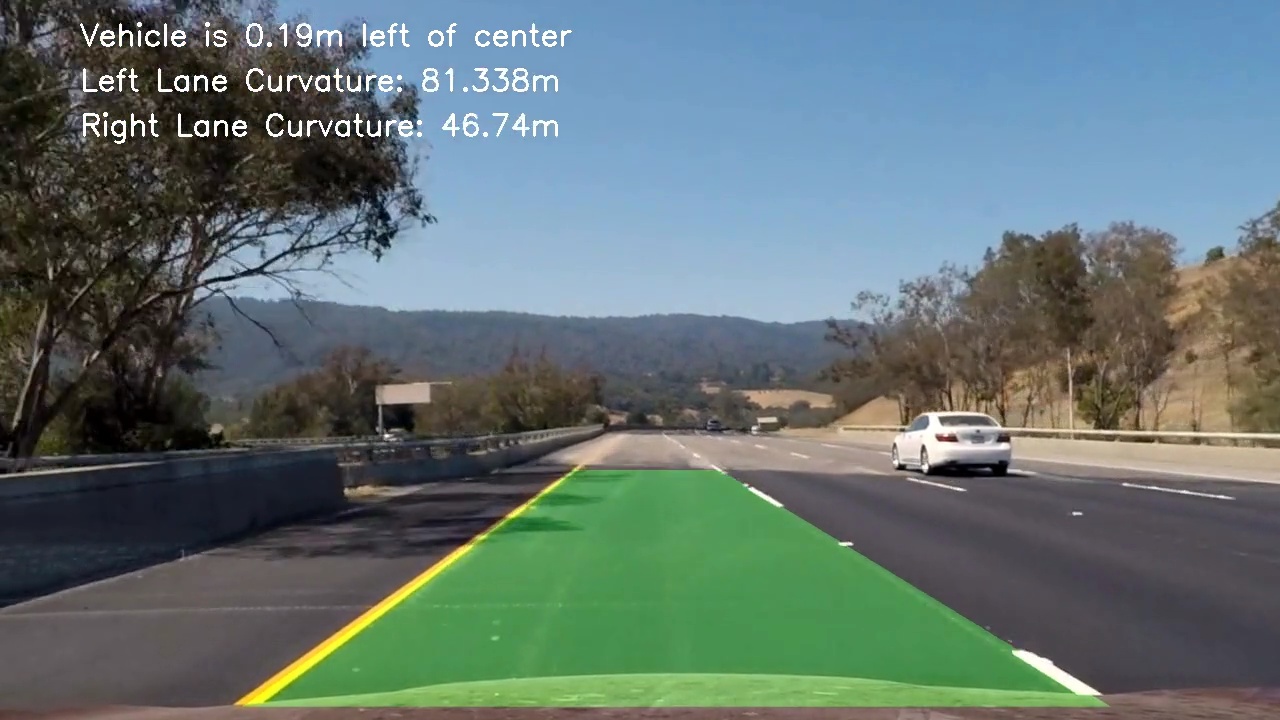 Vehicle is 0.19m left of center
Left Lane Curvature: 81.338m
Right Lane Curvature: 46.74m